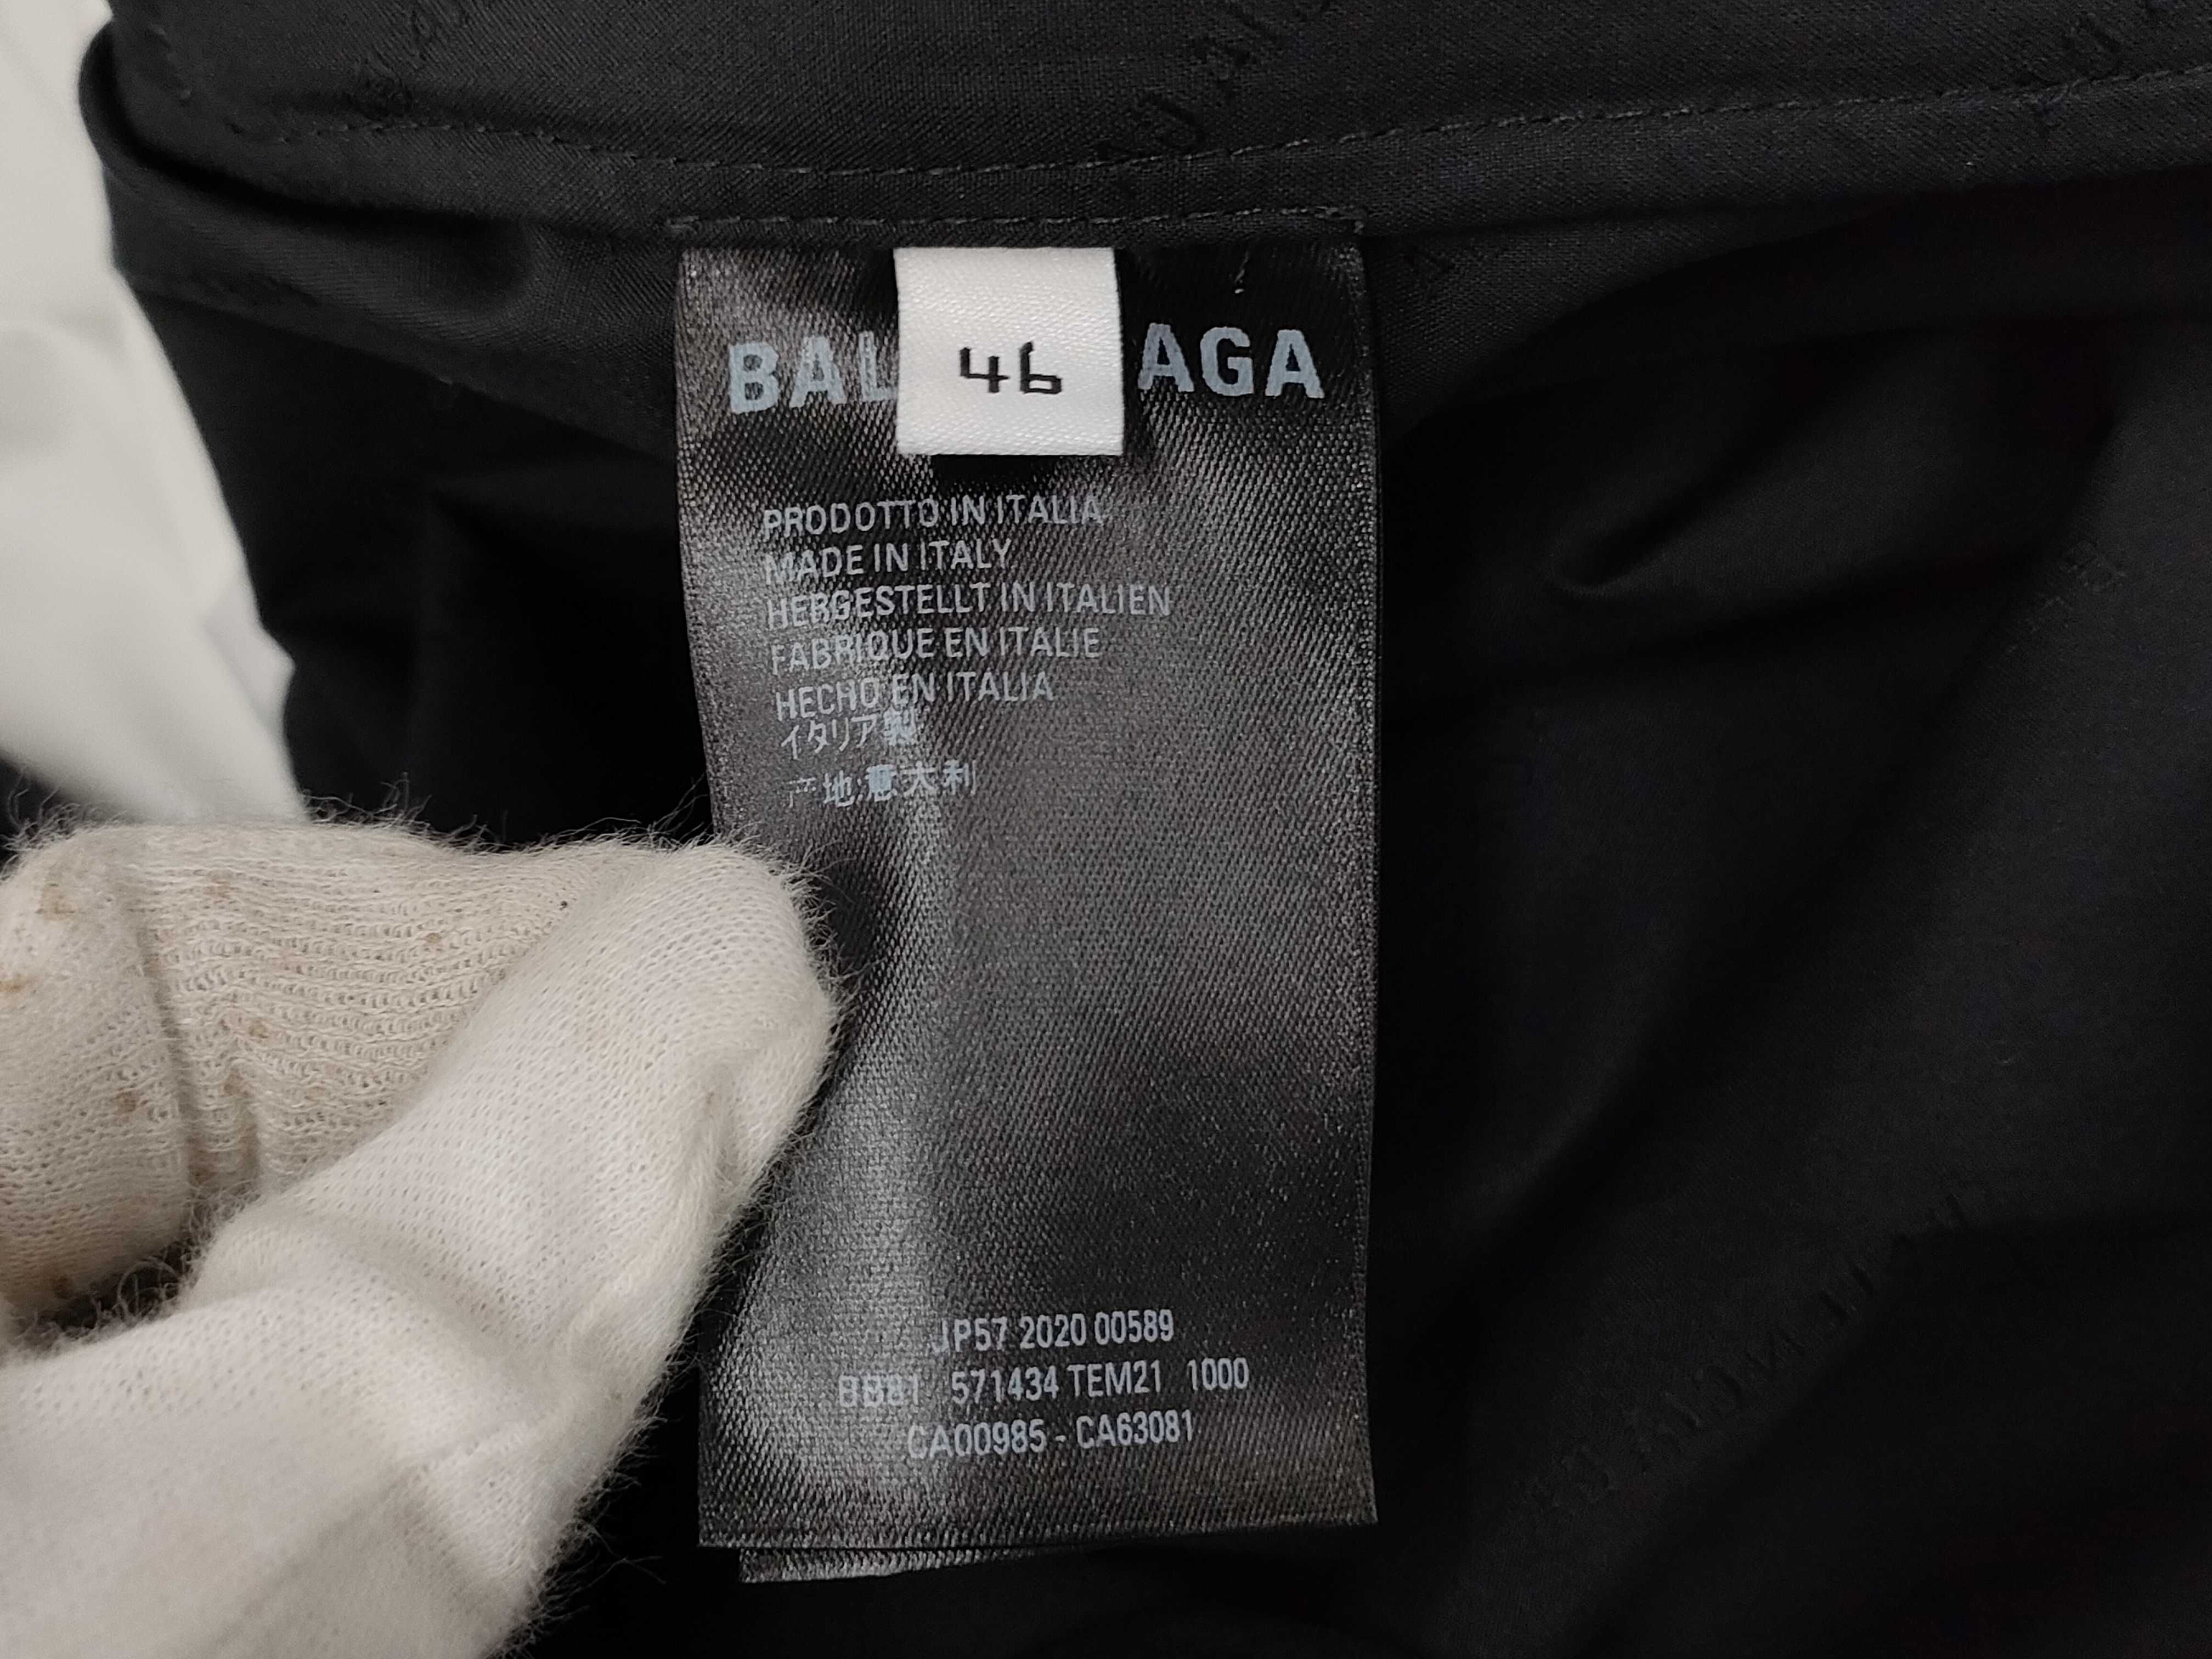 BAL AGA
46
PRODOTTO IN ITALIA
MADE IN ITALY
HERGESTELLT IN ITALIEN
FABRIQUE EN ITALIE
HECHO EN ITALIA
イタリア製
产地:意大利
JP57 2020 00589
BBB1 571434 TEM21 1000
CA00985 - CA63081